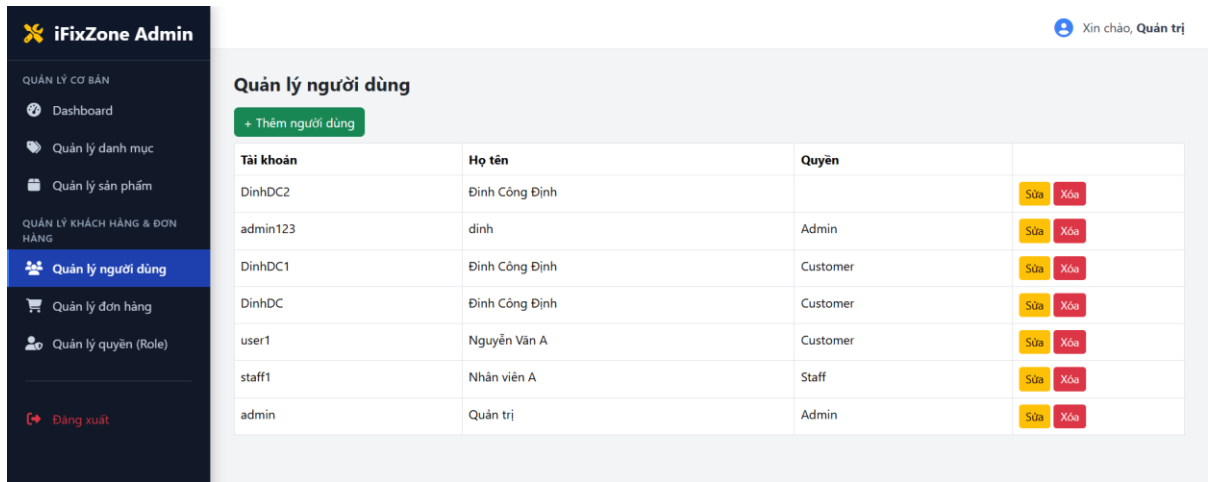 iFixZone Admin
Xin chào, Quản trị
QUẢN LÝ CƠ BẢN
Dashboard
Quản lý danh mục
Quản lý sản phẩm
QUẢN LÝ KHÁCH HÀNG & ĐƠN
HÀNG
Quản lý người dùng
Quản lý đơn hàng
Quản lý quyền (Role)
Đăng xuất
Quản lý người dùng
+ Thêm người dùng
Tài khoản Họ tên Quyền
DinhDC2 Đinh Công Định Sửa Xóa
admin123 dinh Admin Sửa Xóa
DinhDC1 Đinh Công Định Customer Sửa Xóa
DinhDC Đinh Công Định Customer Sửa Xóa
user1 Nguyễn Văn A Customer Sửa Xóa
staff1 Nhân viên A Staff Sửa Xóa
admin Quản trị Admin Sửa Xóa